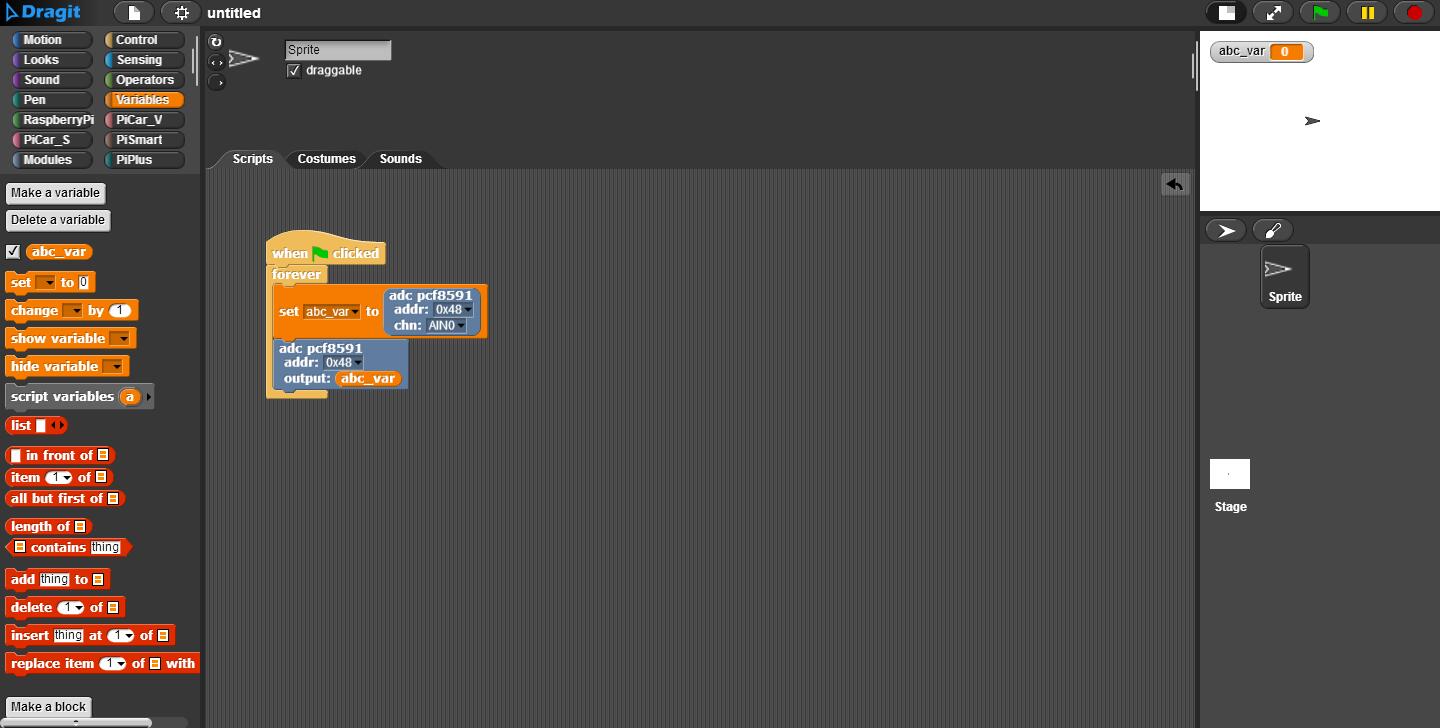 Dragit
untitled
Motion Control
Looks Sensing
Sound Operators
Pen Variables
RaspberryPi PiCar_V
PiCar_S PiSmart
Modules PiPlus
Make a variable
Delete a variable
abc_var
set to 0
change by 1
show variable
hide variable
script variables a
list
in front of
item 1 of
all but first of
length of
contains thing
add thing to
delete 1 of
insert thing at 1 of
replace item 1 of with
Make a block
Sprite
draggable
Scripts Costumes Sounds
when clicked
forever
set abc_var to adc pcf8591
addr: 0x48
chn: AIN0
adc pcf8591
addr: 0x48
output: abc_var
abc_var 0
Sprite
Stage